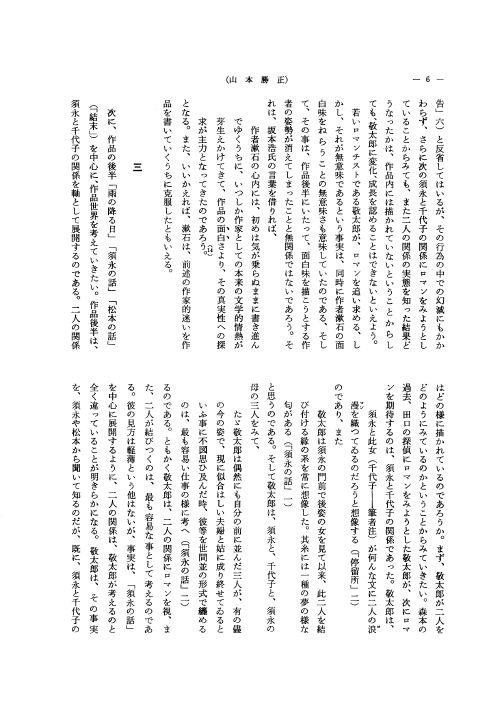 (山本勝正)
— 6 —
告」六）と反省してはいるが、その行為の中での幻滅にもかか
わらず、さらに次の須永と千代子の関係にロマンをみようとし
ていることからみても、また二人の関係の実態を知った結果ど
うなったかは、作品内には描かれていないということからし
ても、敬太郎に変化、成長を認めることはできないといえよう。
若いロマンチストである敬太郎が、ロマンを追い求める、し
かし、それが無意味であるという事実は、同時に作者漱石の面
白味をねらうことの無意味さも意味していたのである、そし
て、その事は、作品後半にいたって、面白味を描こうとする作
者の姿勢が消えてしまったことと無関係ではないであろう。そ
れは、坂本浩氏の言葉を借りれば、
作者漱石の心内には、初めは気が乗らぬままに書き進ん
でゆくうちに、いつしか作家としての本来の文学的情熱が
芽生えかけてきて、作品の面白さより、その真実性への探
求が主力となってきたのであろう。
となる。また、いいかえれば、漱石は、前述の作家的迷いを作
品を書いていくうちに克服したともいえる。
三
次に、作品の後半「雨の降る日」「須永の話」「松本の話」
（「結末」）を中心に、作品世界を考えていきたい。作品後半は、
須永と千代子の関係を軸として展開するのである。二人の関係
はどの様に描かれているのであろうか。まず、敬太郎が二人を
どのようにみているのかということからみていきたい。森本の
過去、田口の探偵にロマンをみようとした敬太郎が、次にロマ
ンを期待するのは、須永と千代子の関係であった。敬太郎は、
須永と此女（千代子——筆者注）が何んな文に二人の浪
漫を織つてゐるのだらうと想像する（「停留所」二）
のであり、また
敬太郎は須永の門前で後姿の女を見て以来、此二人を結
び付ける縁の糸を常に想像した。其糸には一種の夢の様な
匂がある（「須永の話」一）
と思うのである。そして敬太郎は、須永と、千代子と、須永の
母の三人をみて、
たゞ敬太郎は偶然にも自分の前に並んだ三人が、有の儘
の今の姿で、現に似合はしい夫婦と姑に成り終せてゐると
いふ事に不図思ひ及んだ時、彼等を世間並の形式で纏める
のは、最も容易い仕事の様に考へ（「須永の話」二）
るのである。ともかく敬太郎は、二人の関係にロマンを視、ま
た、二人が結びつくのは、最も容易な事として考えるのであ
る。彼の見方は軽薄という他はないが、事実は、「須永の話」
を中心に展開するように、二人の関係は、敬太郎が考えるのと
全く違っていることが明きらかになる。敬太郎は、その事実
を、須永や松本から聞いて知るのだが、既に、須永と千代子の